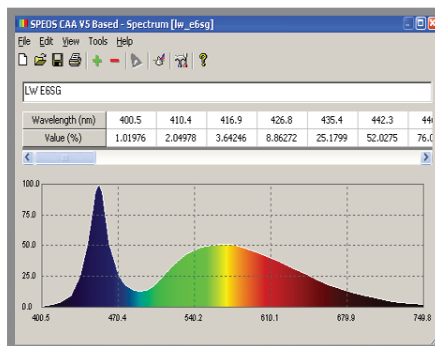 SPEOS CAA V5 Based - Spectrum [lw_e6sg]
File Edit View Tools Help
LW E6SG
Wavelength (nm) 400.5 410.4 416.9 426.8 435.4 442.3
Value (%) 1.01976 2.04978 3.64246 8.86272 25.1799 52.0275 76.0
100.0
75.0
50.0
25.0
0.0
400.5 470.4 540.2 610.1 679.9 749.8